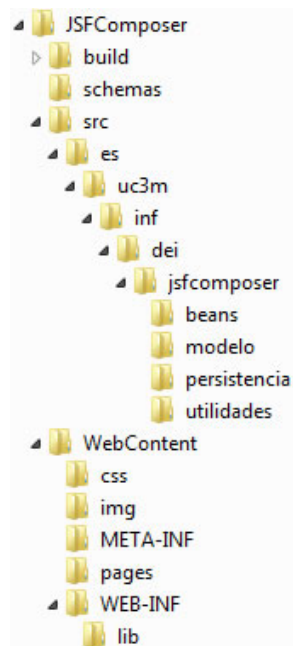 JSFComposer
build
schemas
src
es
uc3m
inf
dei
jsfcomposer
beans
modelo
persistencia
utilidades
WebContent
css
img
META-INF
pages
WEB-INF
lib